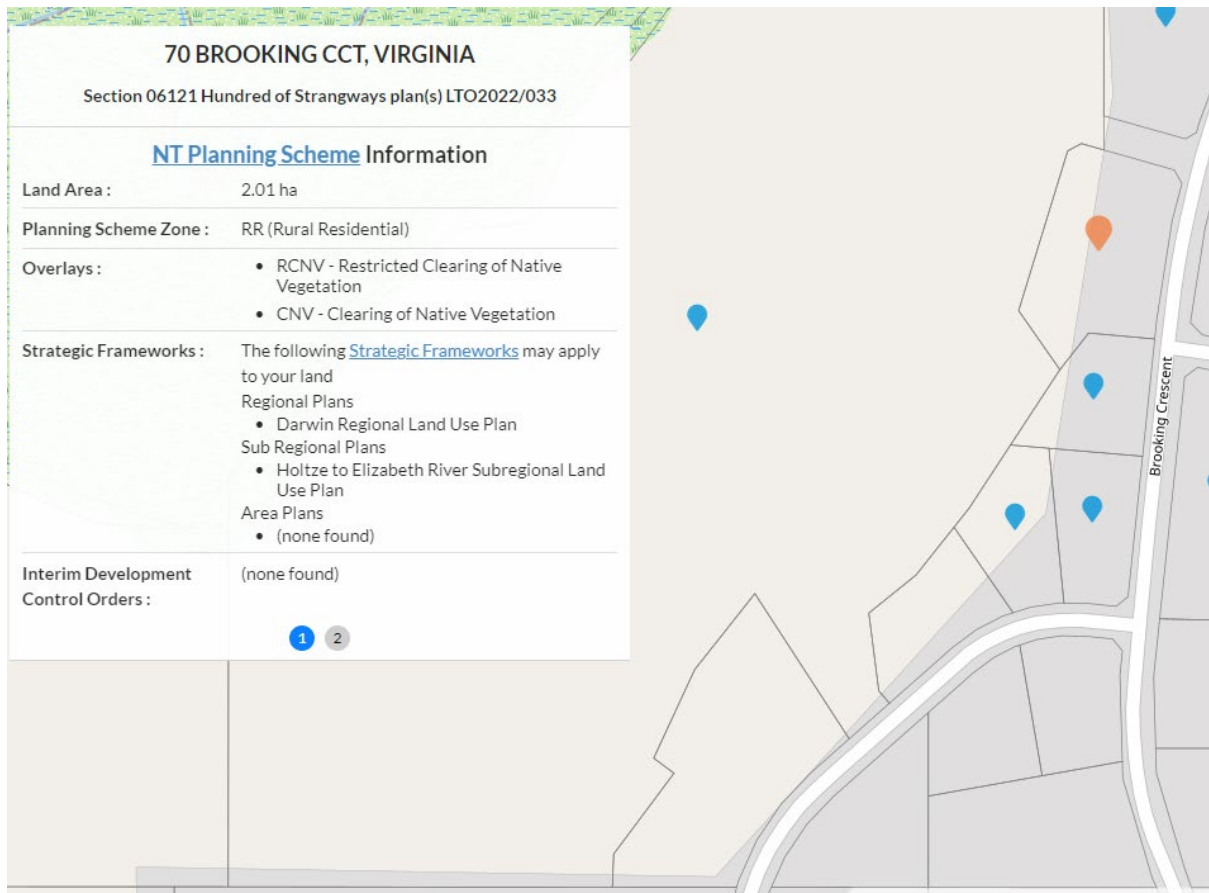 70 BROOKING CCT, VIRGINIA
Section 06121 Hundred of Strangways plan(s) LTO2022/033
NT Planning Scheme Information
Land Area : 2.01 ha
Planning Scheme Zone : RR (Rural Residential)
Overlays :
• RCNV - Restricted Clearing of Native
Vegetation
• CNV - Clearing of Native Vegetation
Strategic Frameworks : The following Strategic Frameworks may apply
to your land
Regional Plans
• Darwin Regional Land Use Plan
Sub Regional Plans
• Holtze to Elizabeth River Subregional Land
Use Plan
Area Plans
• (none found)
Interim Development
Control Orders :
(none found)
1 2
Brooking Crescent